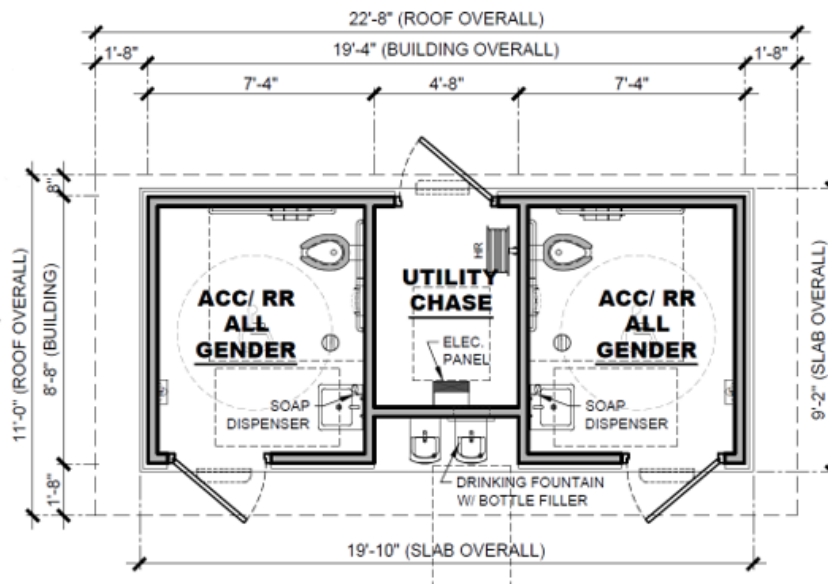 22'-8" (ROOF OVERALL)
1'-8"
19'-4" (BUILDING OVERALL)
1'-8"
7'-4"
4'-8"
7'-4"
8"
11'-0" (ROOF OVERALL)
8'-8" (BUILDING)
1'-8"
9'-2" (SLAB OVERALL)
HR
UTILITY
CHASE
ACC/ RR
ALL
GENDER
ACC/ RR
ALL
GENDER
ELEC.
PANEL
SOAP
DISPENSER
SOAP
DISPENSER
DRINKING FOUNTAIN
W/ BOTTLE FILLER
19'-10" (SLAB OVERALL)